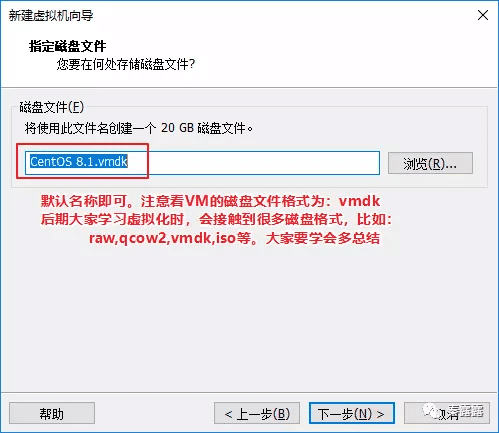 新建虚拟机向导
指定磁盘文件
您要在何处存储磁盘文件?
磁盘文件(F)
将使用此文件名创建一个 20 GB 磁盘文件。
CentOS 8.1.vmdk
浏览(R)...
默认名称即可。注意看VM的磁盘文件格式为：vmdk
后期大家学习虚拟化时，会接触到很多磁盘格式，比如：
raw,qcow2,vmdk,iso等。大家要学会多总结
帮助
< 上一步(B)
下一步(N) >
取消